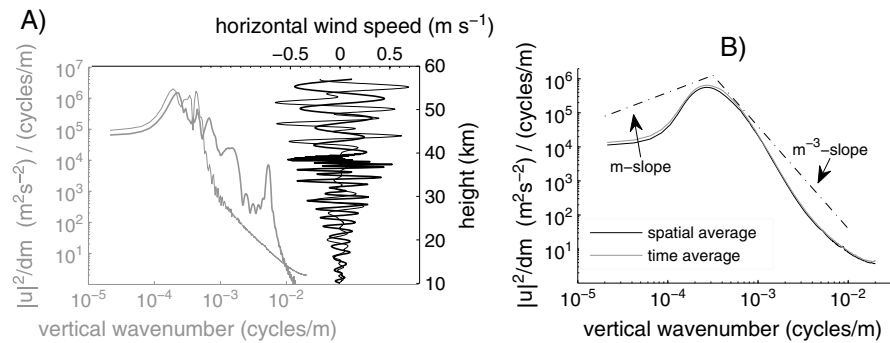 A)
horizontal wind speed (m s⁻¹)
−0.5 0 0.5
|u|²/dm (m²s⁻²) / (cycles/m)
10⁷
10⁶
10⁵
10⁴
10³
10²
10¹
60
50
40
30
20
10
height (km)
10⁻⁵ 10⁻⁴ 10⁻³ 10⁻²
vertical wavenumber (cycles/m)
B)
|u|²/dm (m²s⁻²) / (cycles/m)
10⁶
10⁵
10⁴
10³
10²
10¹
m−slope
m⁻³−slope
spatial average
time average
10⁻⁵ 10⁻⁴ 10⁻³ 10⁻²
vertical wavenumber (cycles/m)